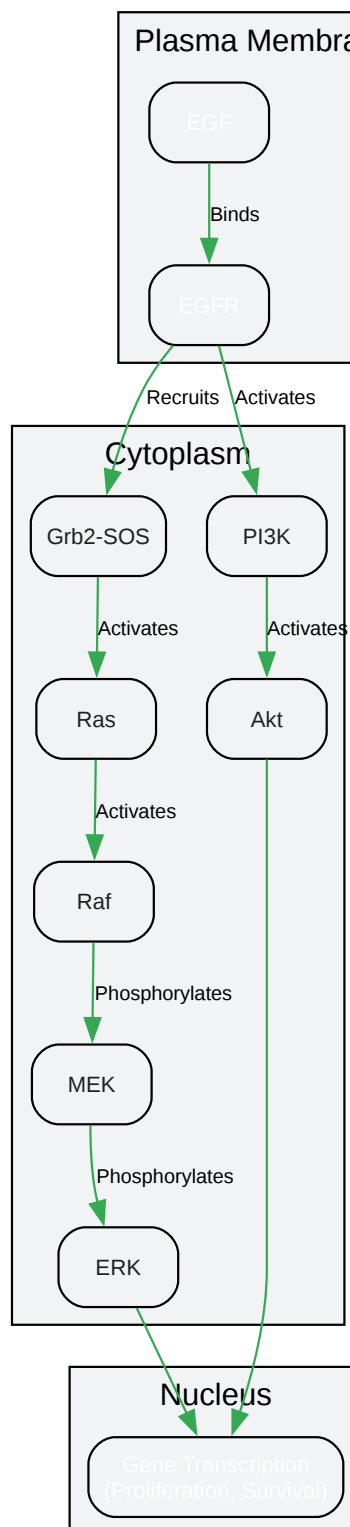 Plasma Membra
EGF
Binds
EGFR
Recruits
Activates
Cytoplasm
Grb2-SOS
PI3K
Activates
Activates
Ras
Akt
Activates
Raf
Phosphorylates
MEK
Phosphorylates
ERK
Nucleus
Gene Transcription
(Proliferation, Survival)